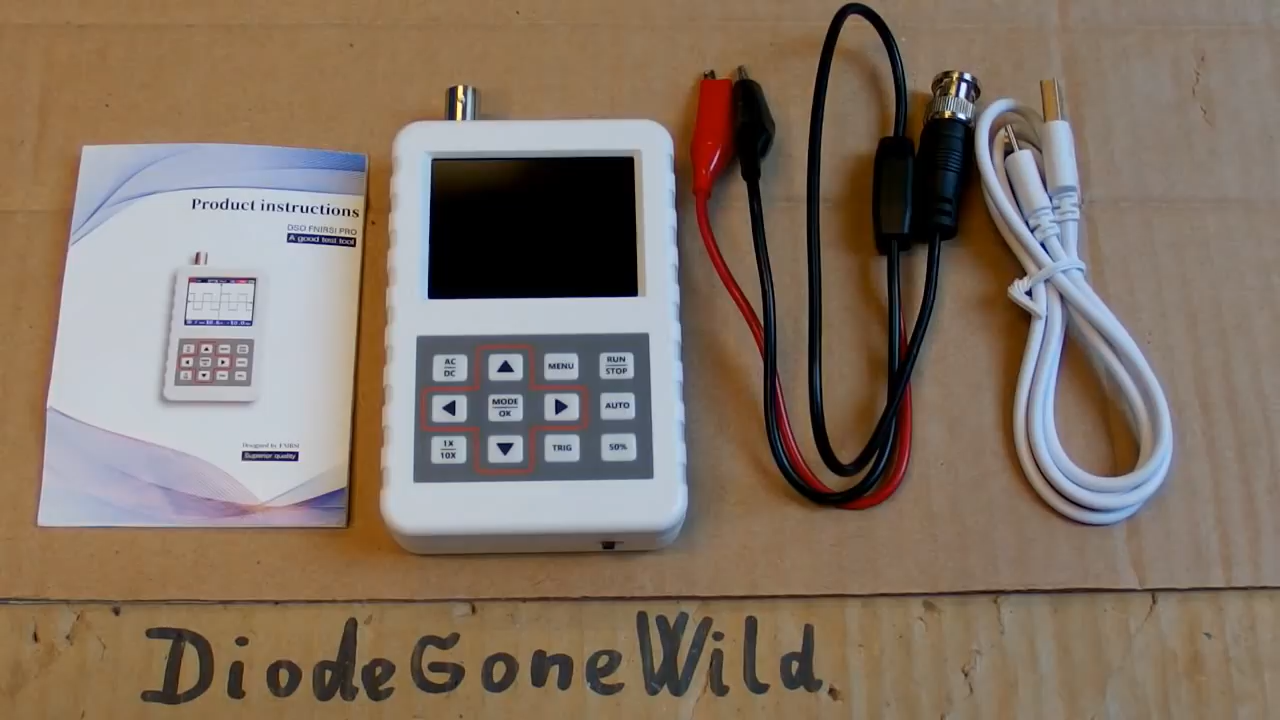 Product instructions
DSO FNIRSI PRO
A good test tool
Designed by FNIRSI
Superior quality
AC
DC
MENU
RUN
STOP
MODE
OK
AUTO
1X
10X
TRIG
50%
DiodeGoneWild